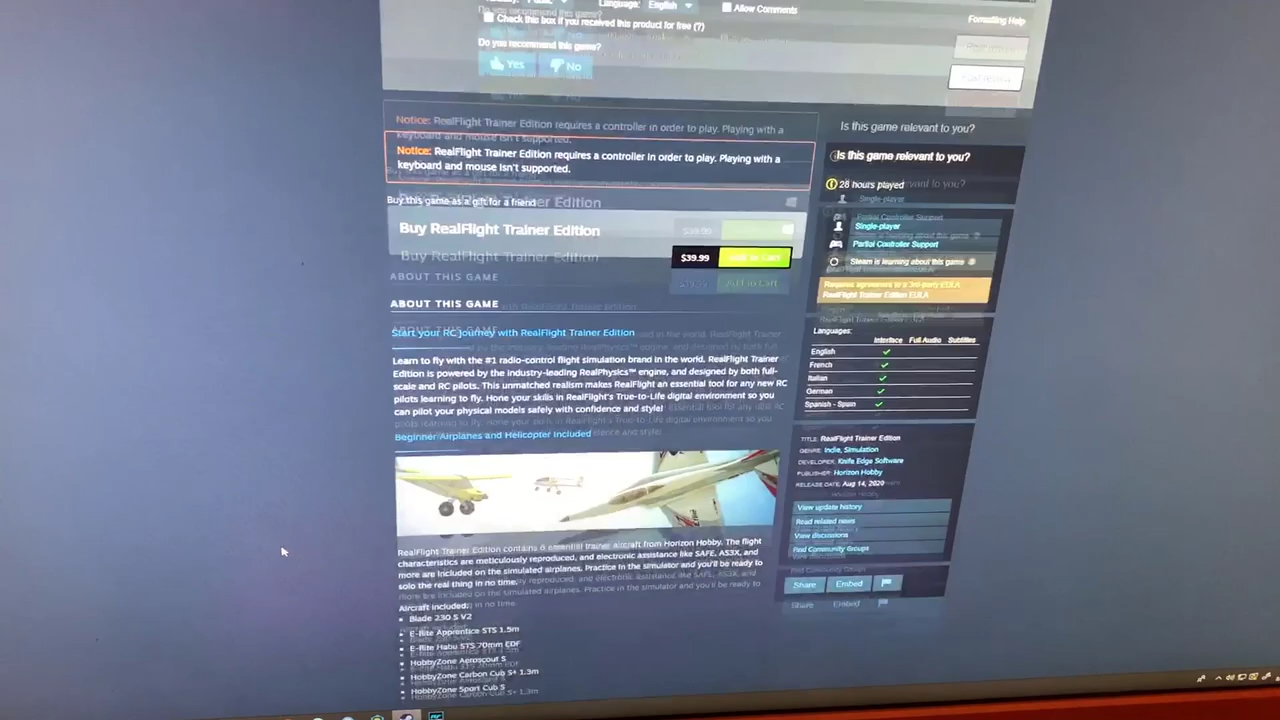 Language:
English
Allow Comments
Check this box if you received this product for free (?)
Formatting Help
Do you recommend this game?
Yes
No
Notice: RealFlight Trainer Edition requires a controller in order to play. Playing with a
keyboard and mouse isn't supported.
Buy this game as a gift for a friend
Buy RealFlight Trainer Edition
$39.99
Add to Cart
ABOUT THIS GAME
Start your RC journey with RealFlight Trainer Edition
Learn to fly with the #1 radio-control flight simulation brand in the world. RealFlight Trainer
Edition is powered by the industry-leading RealPhysics™ engine, and designed by both full-
scale and RC pilots. This unmatched realism makes RealFlight an essential tool for any new RC
pilots learning to fly. Hone your skills in RealFlight's True-to-Life digital environment so you
can pilot your physical models safely with confidence and style!
Beginner Airplanes and Helicopter Included
RealFlight Trainer Edition contains 6 essential trainer aircraft from Horizon Hobby. The flight
characteristics are meticulously reproduced, and electronic assistance like SAFE, AS3X, and
more are included on the simulated airplanes. Practice in the simulator and you'll be ready to
solo the real thing in no time.
Aircraft included:
Blade 230 S V2
E-flite Apprentice STS 1.5m
E-flite Habu STS 70mm EDF
HobbyZone Aeroscout S
HobbyZone Carbon Cub S+ 1.3m
HobbyZone Sport Cub S
Is this game relevant to you?
28 hours played
Single-player
Partial Controller Support
Steam is learning about this game
Requires agreement to a 3rd-party EULA
RealFlight Trainer Edition EULA
Languages:
Interface Full Audio Subtitles
English ✔
French ✔
Italian ✔
German ✔
Spanish - Spain ✔
TITLE: RealFlight Trainer Edition
GENRE: Indie, Simulation
DEVELOPER: Knife Edge Software
PUBLISHER: Horizon Hobby
RELEASE DATE: Aug 14, 2020
View update history
Read related news
View discussions
Find Community Groups
Share
Embed